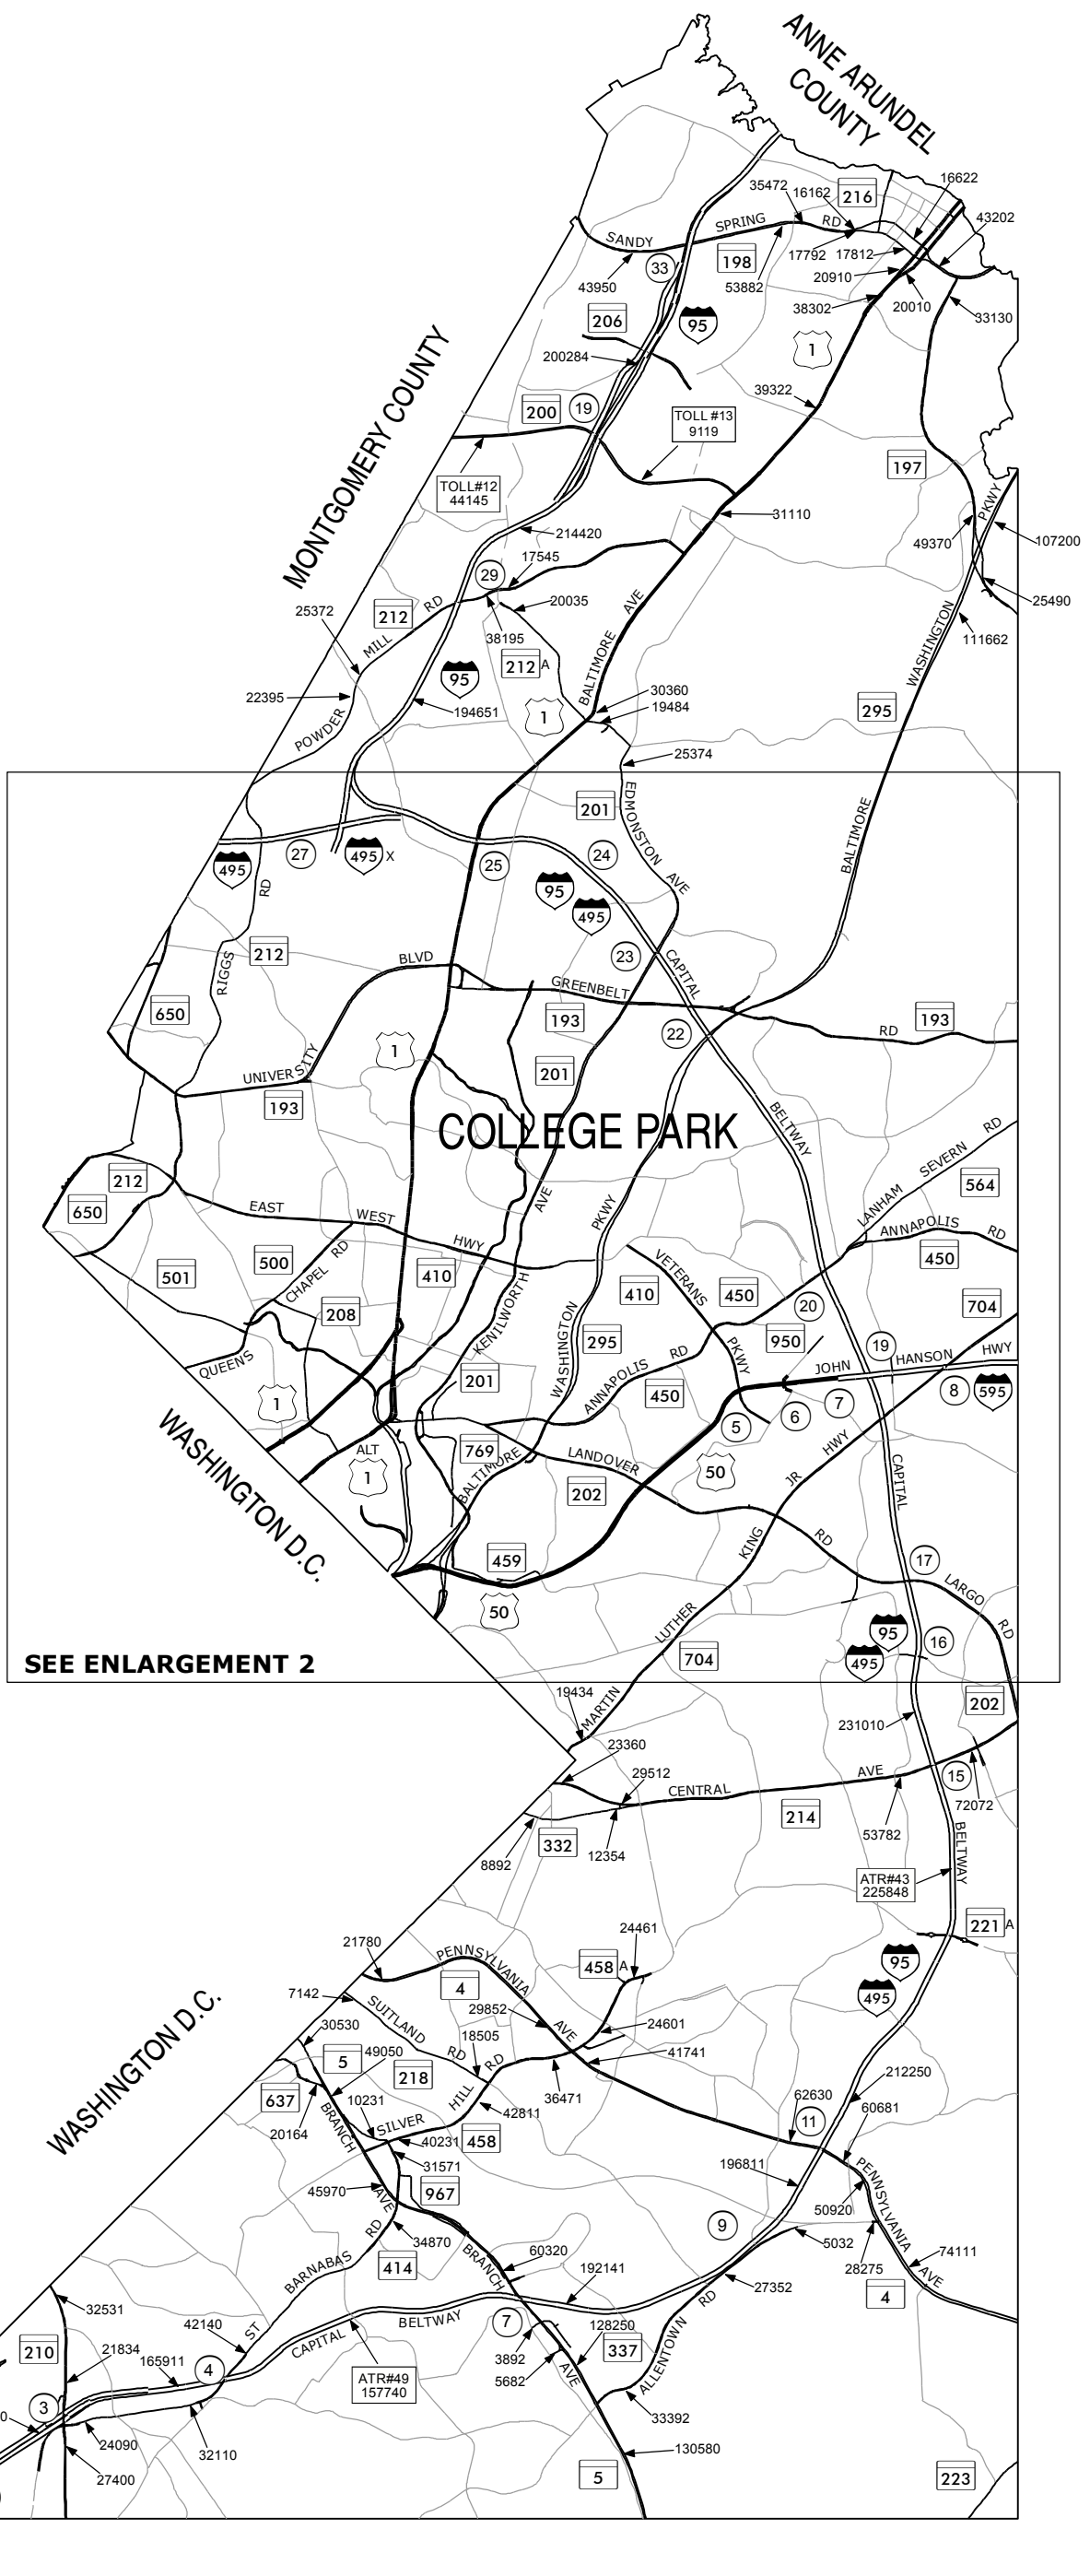 ANNE ARUNDEL
COUNTY
16622
35472
16162
216
43202
SPRING
RD
SANDY
198
17792
17812
33
43950
53882
20910
38302
20010
33130
206
95
1
200284
MONTGOMERY COUNTY
39322
200
19
TOLL #13
9119
197
TOLL#12
44145
PKWY
31110
49370
107200
214420
17545
29
20035
25490
25372
212
RD
38195
MILL
212 A
AVE
WASHINGTON
111662
95
BALTIMORE
30360
22395
194651
1
19484
295
POWDER
25374
201
EDMONSTON
AVE
BALTIMORE
27
495
495 X
25
24
95
495
RD
23
CAPITAL
212
BLVD
RIGGS
GREENBELT
650
193
22
RD
193
1
201
UNIVERSITY
193
COLLEGE PARK
BELTWAY
RD
SEVERN
212
564
650
LANHAM
AVE
PKWY
ANNAPOLIS
RD
EAST
WEST
HWY
450
500
RD
VETERANS
501
CHAPEL
410
410
450
704
208
20
KENILWORTH
WASHINGTON
295
950
19
QUEENS
RD
PKWY
JOHN
HANSON
HWY
201
ANNAPOLIS
450
7
8
595
1
5
6
WASHINGTON D.C.
ALT
1
769
BALTIMORE
LANDOVER
50
HWY
JR
202
CAPITAL
KING
RD
459
17
LARGO
RD
50
LUTHER
95
16
704
495
SEE ENLARGEMENT 2
19434
MARTIN
202
231010
23360
29512
AVE
CENTRAL
15
214
72072
332
53782
8892
12354
BELTWAY
ATR#43
225848
221 A
24461
21780
PENNSYLVANIA
458 A
95
4
7142
495
SUITLAND
29852
AVE
24601
30530
18505
RD
RD
41741
49050
5
218
212250
637
HILL
36471
62630
10231
42811
60681
20164
BRANCH
SILVER
11
40231
458
31571
196811
PENNSYLVANIA
WASHINGTON D.C.
45970
AVE
967
50920
9
RD
34870
5032
60320
74111
BARNABAS
414
BRANCH
28275
AVE
192141
27352
4
32531
BELTWAY
RD
42140
ST
CAPITAL
7
128250
210
21834
165911
4
3892
337
ATR#49
157740
5682
AVE
ALLENTOWN
3
33392
24090
32110
130580
27400
5
223